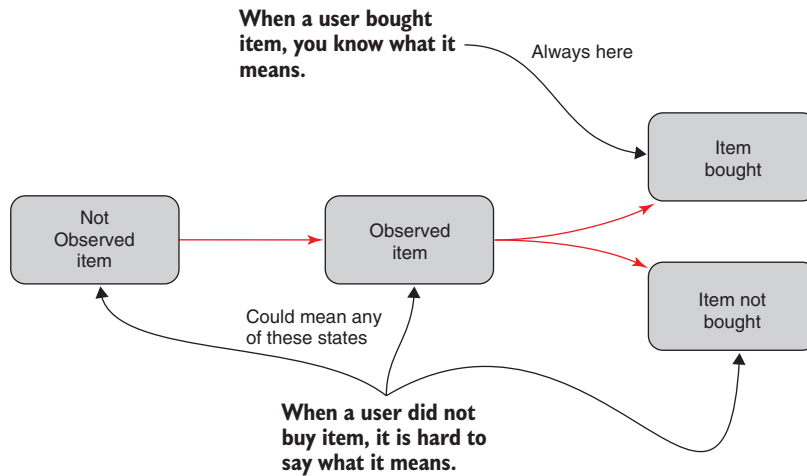 When a user bought
item, you know what it
means.
Always here
Item
bought
Not
Observed
item
Observed
item
Item not
bought
Could mean any
of these states
When a user did not
buy item, it is hard to
say what it means.